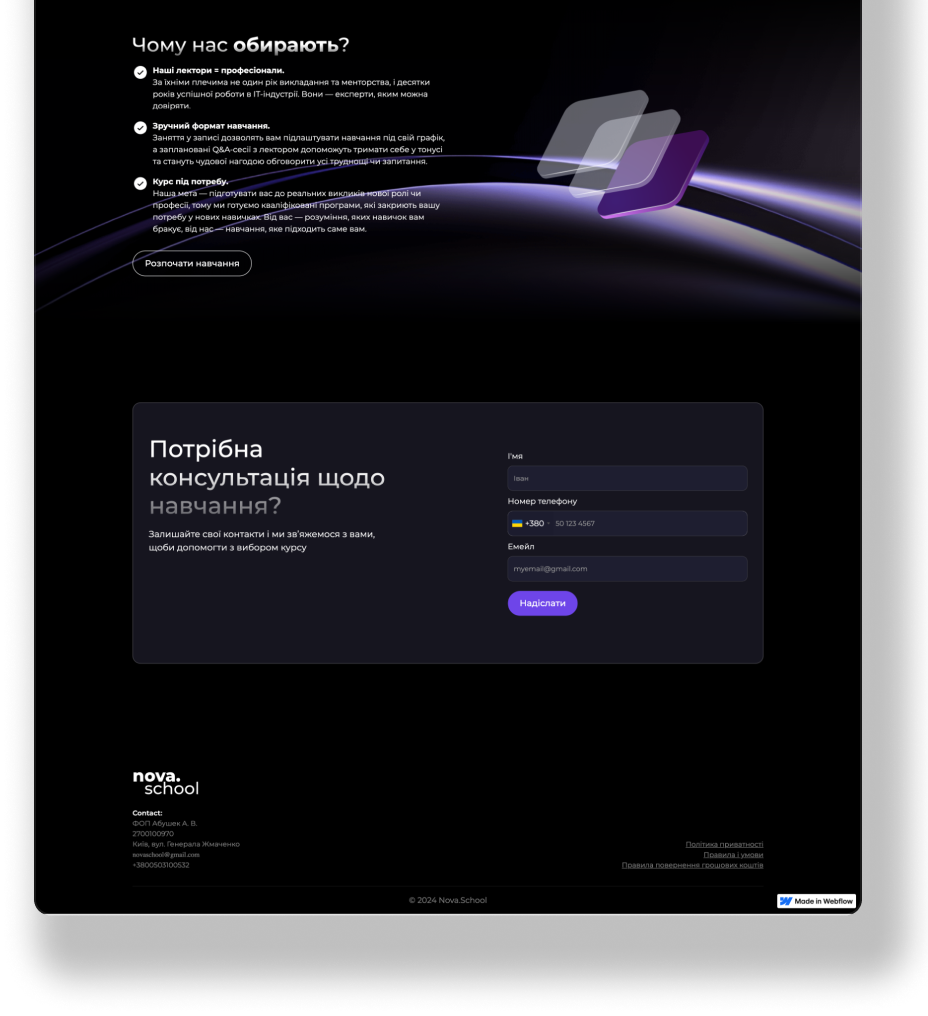 Чому нас обирають?
Наші лектори = професіонали.
За їхніми плечима не один рік викладання та менторства, і десятки
років успішної роботи в ІТ-індустрії. Вони — експерти, яким можна
довіряти.
Зручний формат навчання.
Заняття у записі дозволять вам підлаштувати навчання під свій графік,
а заплановані Q&A-сесії з лектором допоможуть тримати себе у тонусі
та стануть чудової нагодою обговорити усі труднощі чи запитання.
Курс під потребу.
Наша мета — підготувати вас до реальних викликів нової ролі чи
професії, тому ми готуємо кваліфіковані програми, які закриють вашу
потребу у нових навичках. Від вас — розуміння, яких навичок вам
бракує, від нас — навчання, яке підходить саме вам.
Розпочати навчання
Потрібна
консультація щодо
навчання?
Залишайте свої контакти і ми зв'яжемося з вами,
щоби допомогти з вибором курсу
І'мя
Іван
Номер телефону
+380 50 123 4567
Емейл
myemail@gmail.com
Надіслати
nova.
school
Contact:
ФОП Абушек А. В.
2700100970
Київ, вул. Генерала Жмаченко
novaschool@gmail.com
+3800503100532
Політика приватності
Правила і умови
Правила повернення грошових коштів
© 2024 Nova.School
Made in Webflow